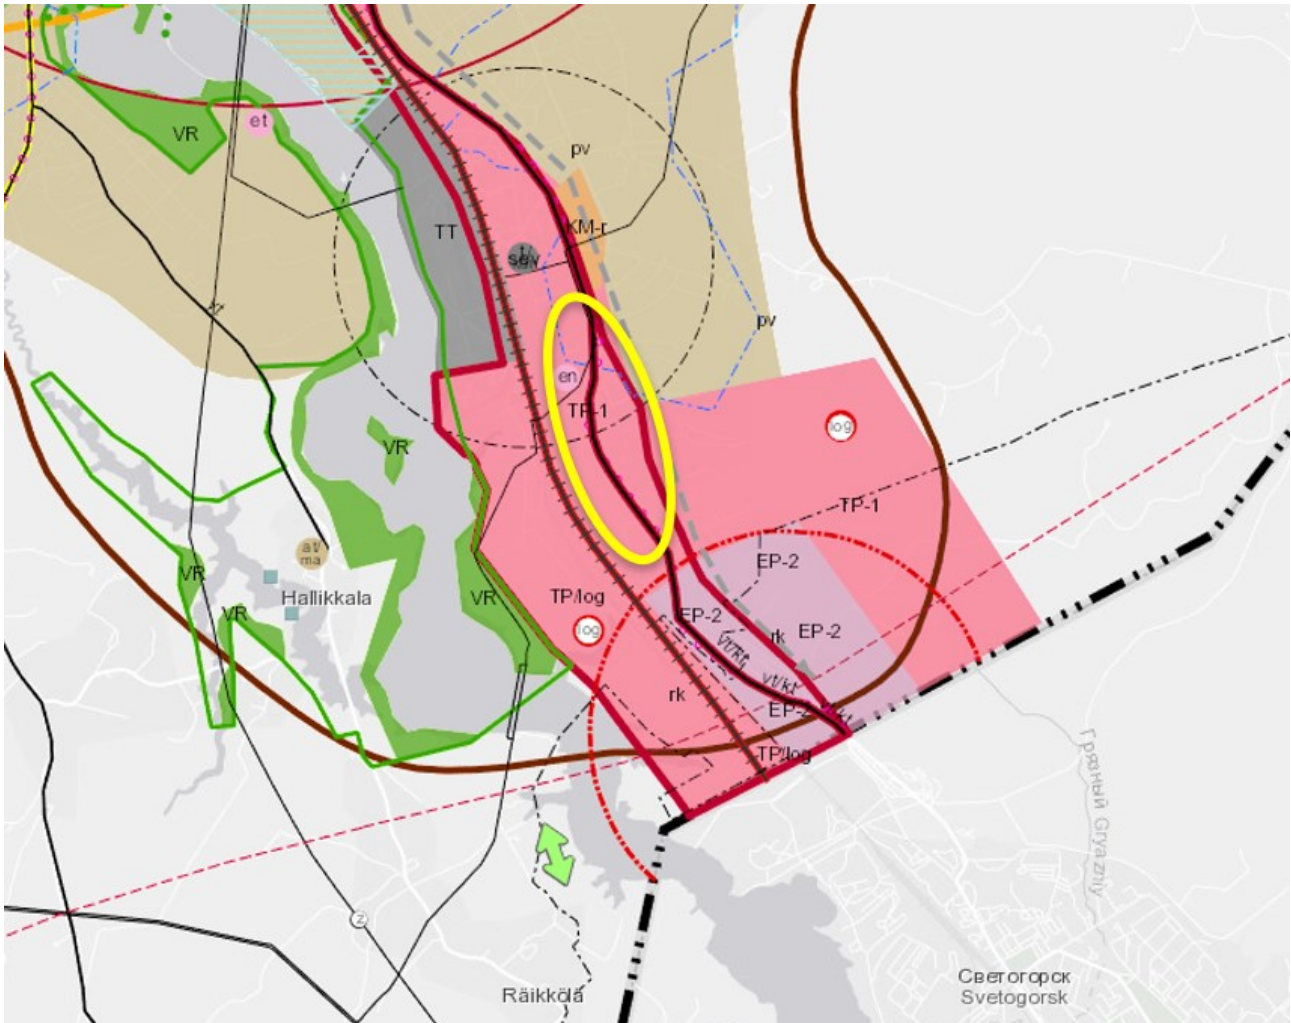 VR
et
pv
TT
KM-r
t/
sev
pv
en
TP-1
log
VR
TP-1
at/
ma
EP-2
VR
Hallikkala
VR
TP/log
VR
EP-2
log
rk
EP-2
vt/kt
vt/kt
rk
EP-2
TP/log
Грязный Gryaznly
z
Räikkölä
Светогорск
Svetogorsk